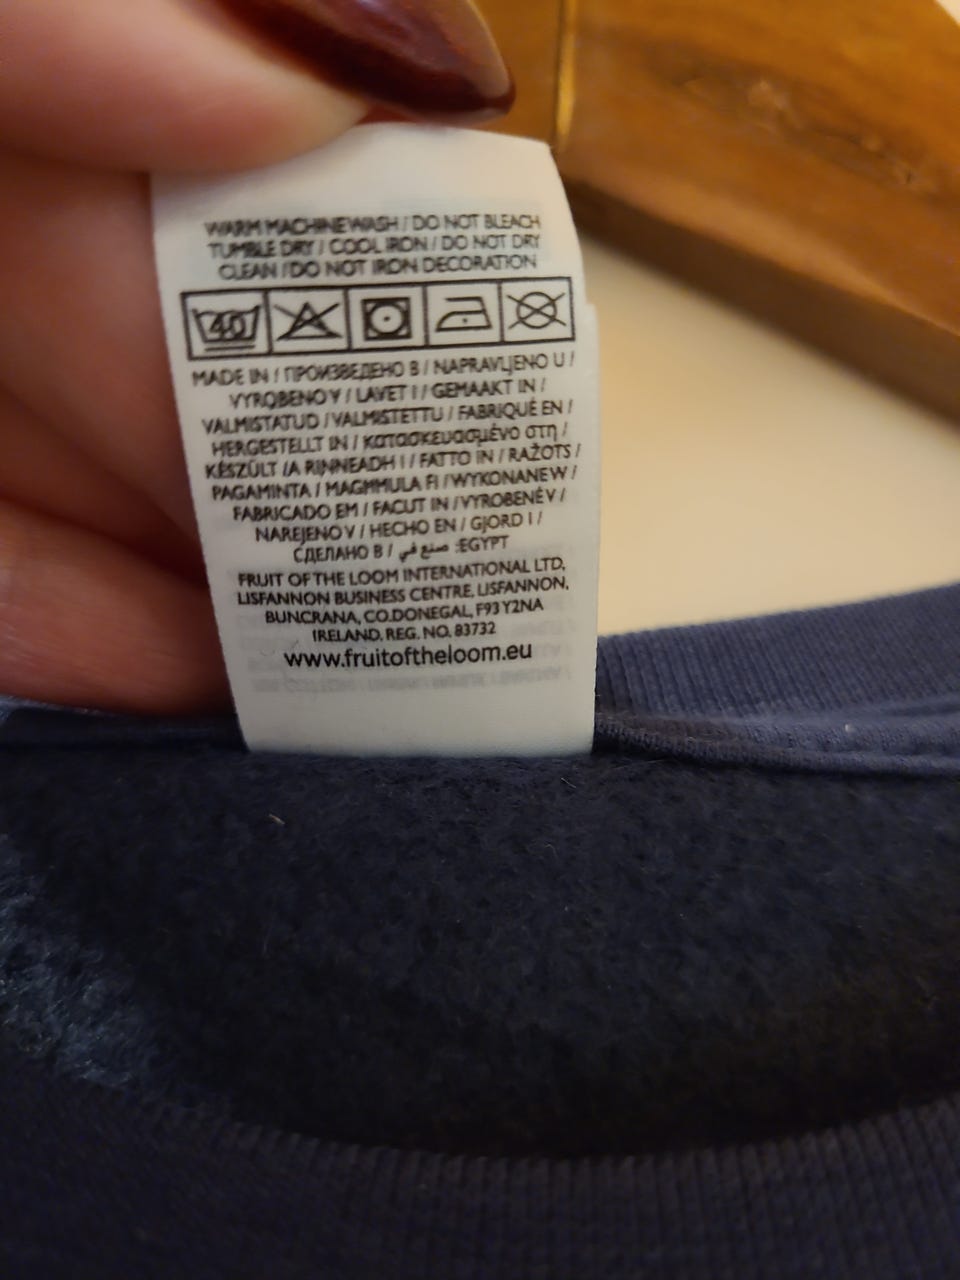 WARM MACHINE WASH / DO NOT BLEACH
TUMBLE DRY / COOL IRON / DO NOT DRY
CLEAN / DO NOT IRON DECORATION
40
MADE IN / ПРОИЗВЕДЕНО В / NAPRAVLJENO U /
VYROBENO V / LAVET I / GEMAAKT IN /
VALMISTATUD / VALMISTETTU / FABRIQUÉ EN /
HERGESTELLT IN / κατασκευασμένο στη /
KÉSZÜLT / A RINNEADH I / FATTO IN / RAŽOTS /
PAGAMINTA / MAGHMULA FI / WYKONANE W /
FABRICADO EM / FACUT IN / VYROBENÉ V /
NAREJENO V / HECHO EN / GJORD I /
СДЕЛАНО В / صنع في :EGYPT
FRUIT OF THE LOOM INTERNATIONAL LTD,
LISFANNON BUSINESS CENTRE, LISFANNON,
BUNCRANA, CO.DONEGAL, F93 Y2NA
IRELAND, REG. NO. 83732
www.fruitoftheloom.eu